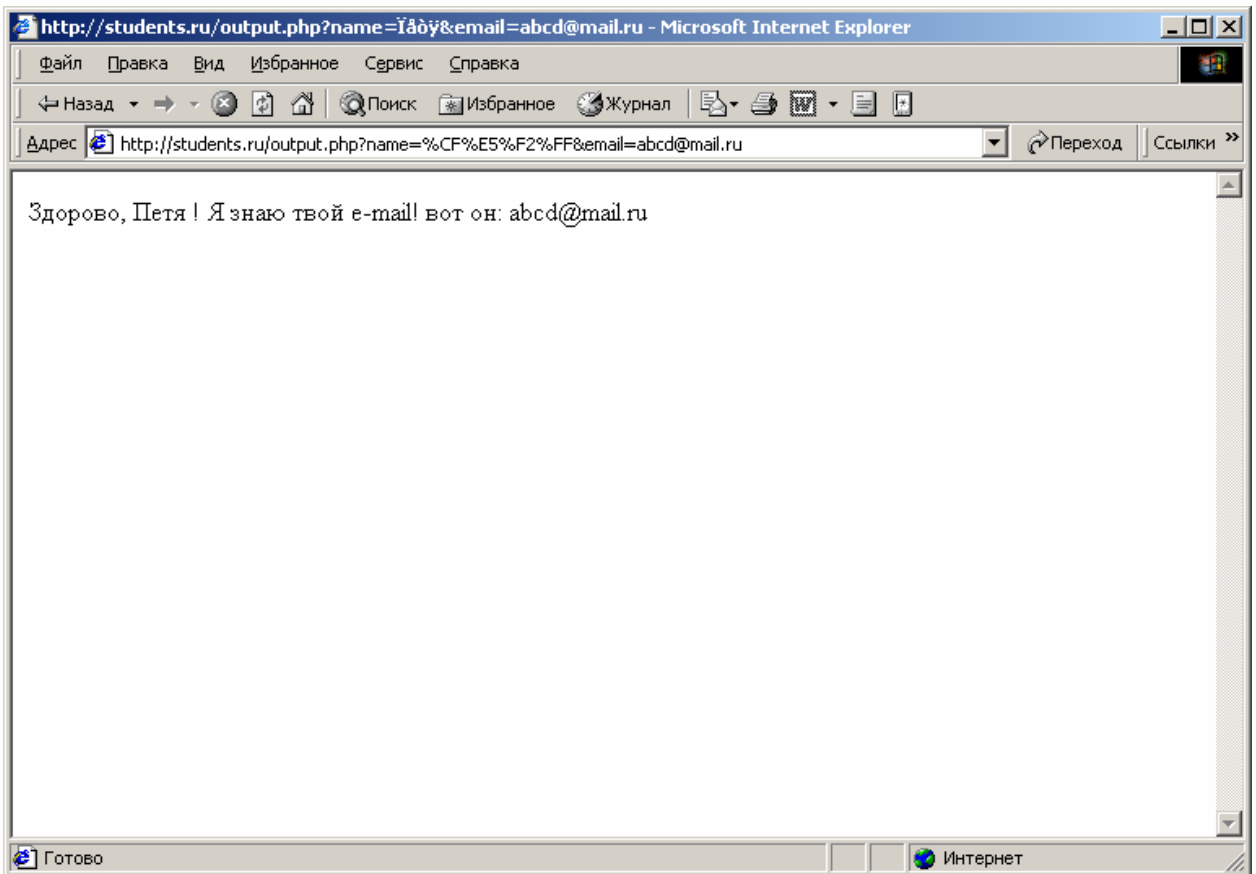 http://students.ru/output.php?name=Ïåòÿ&email=abcd@mail.ru - Microsoft Internet Explorer
Файл Правка Вид Избранное Сервис Справка
Назад Поиск Избранное Журнал
Адрес http://students.ru/output.php?name=%CF%E5%F2%FF&email=abcd@mail.ru Переход Ссылки »
Здорово, Петя ! Я знаю твой e-mail! вот он: abcd@mail.ru
Готово Интернет